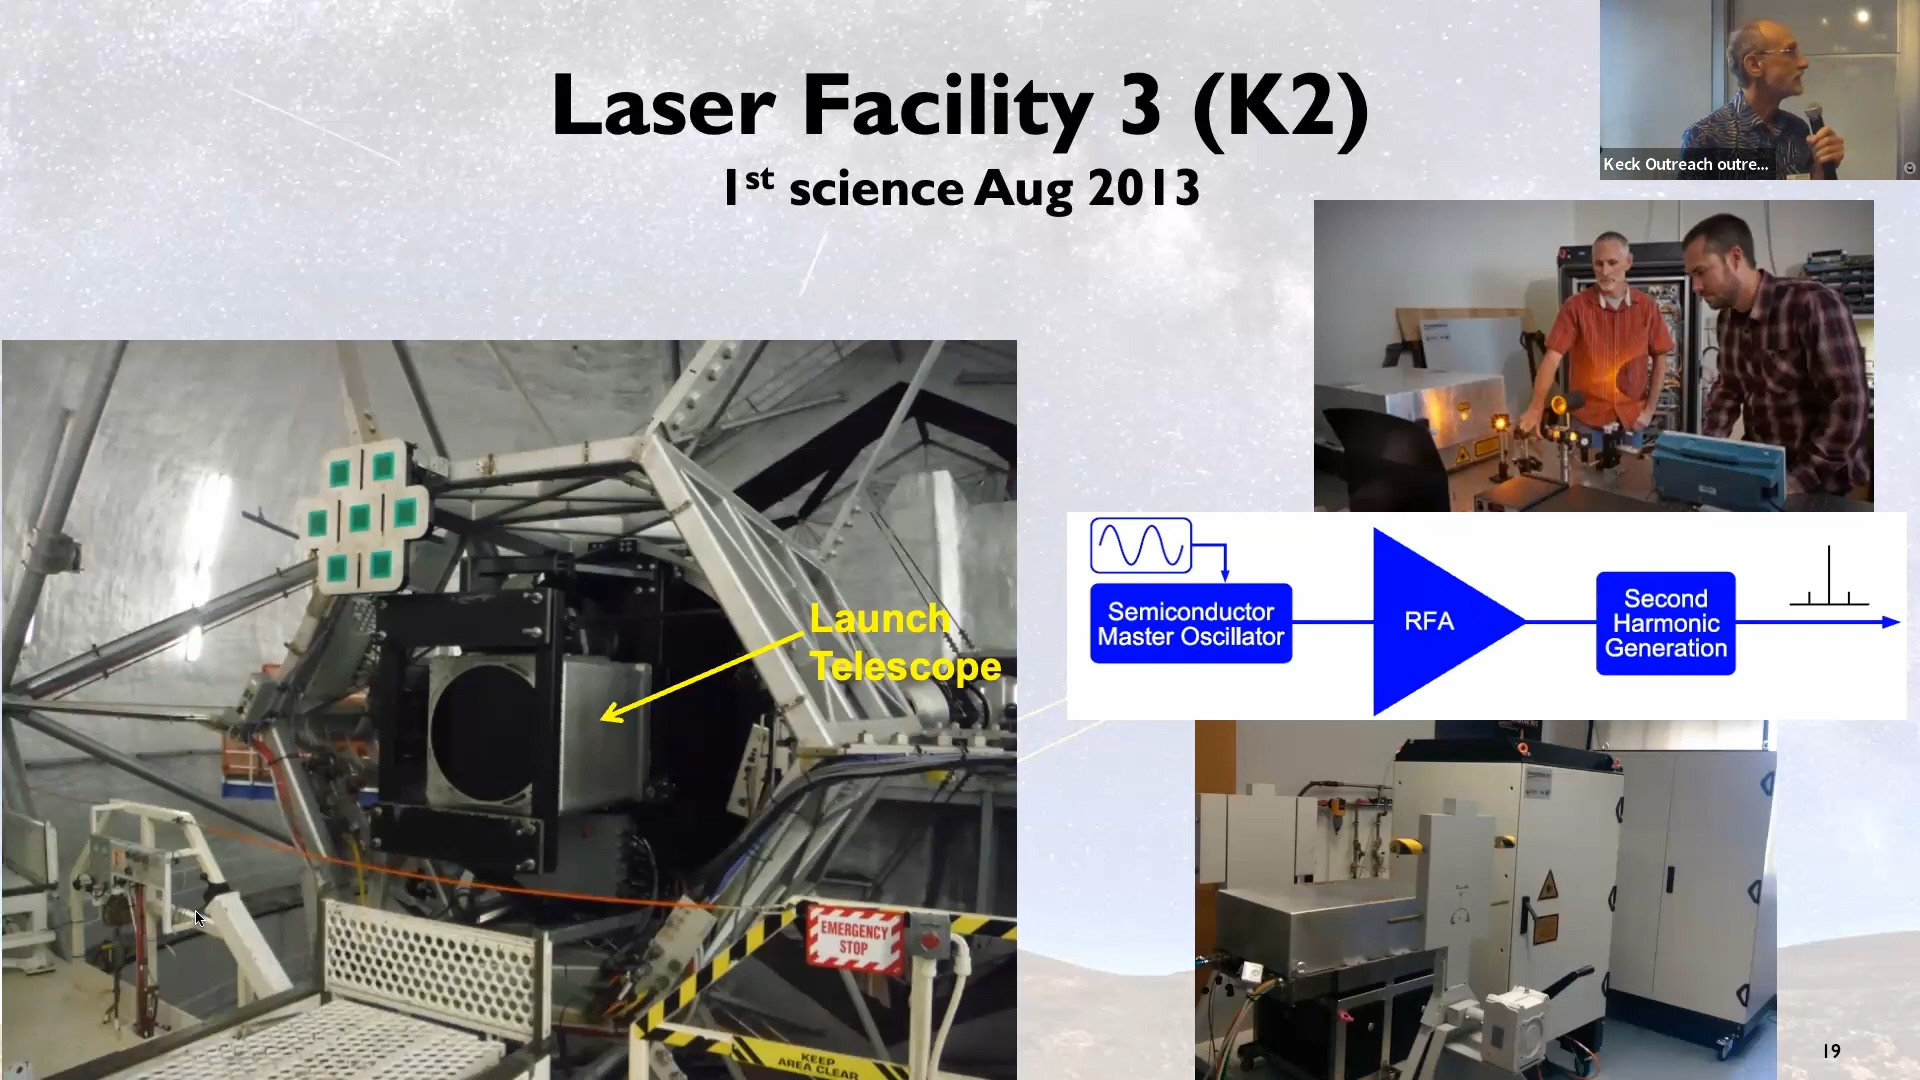 Laser Facility 3 (K2)
1st science Aug 2013
Keck Outreach outre...
Launch
Telescope
Semiconductor
Master Oscillator
RFA
Second
Harmonic
Generation
EMERGENCY
STOP
KEEP
AREA CLEAR
19